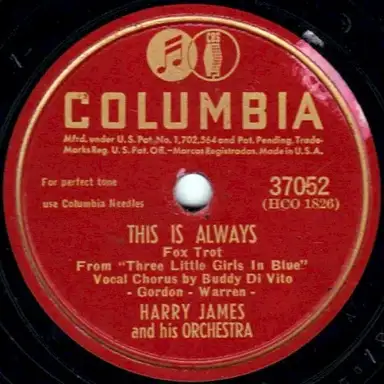 CBS
COLUMBIA
Mfrd. under U.S. Pat. No. 1,702,564 and Pat. Pending, Trade-
Marks Reg. U.S. Pat. Off.—Marcas Registradas. Made in U.S.A.
For perfect tone
use Columbia Needles
37052
(HCO 1826)
THIS IS ALWAYS
Fox Trot
From "Three Little Girls In Blue"
Vocal Chorus by Buddy Di Vito
- Gordon - Warren -
HARRY JAMES
and his ORCHESTRA